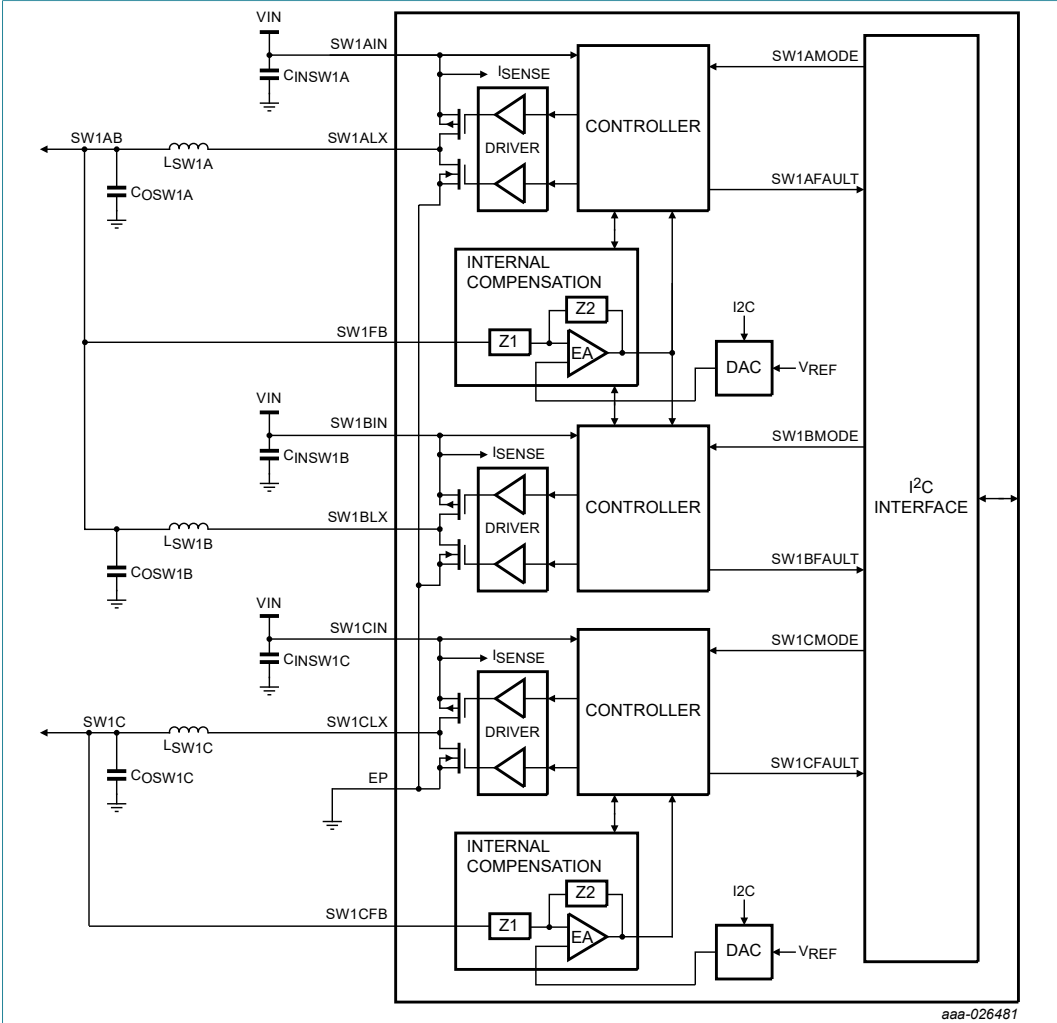 VIN
SW1AIN
CINSW1A
ISENSE
SW1AMODE
CONTROLLER
SW1AB
SW1ALX
DRIVER
LSW1A
COSW1A
SW1AFAULT
INTERNAL
COMPENSATION
Z2
I2C
SW1FB
Z1
EA
DAC
VREF
VIN
SW1BIN
CINSW1B
ISENSE
SW1BMODE
I2C
INTERFACE
CONTROLLER
SW1BLX
DRIVER
LSW1B
COSW1B
SW1BFAULT
VIN
SW1CIN
CINSW1C
ISENSE
SW1CMODE
CONTROLLER
SW1C
SW1CLX
DRIVER
LSW1C
COSW1C
SW1CFAULT
EP
INTERNAL
COMPENSATION
Z2
I2C
SW1CFB
Z1
EA
DAC
VREF
aaa-026481